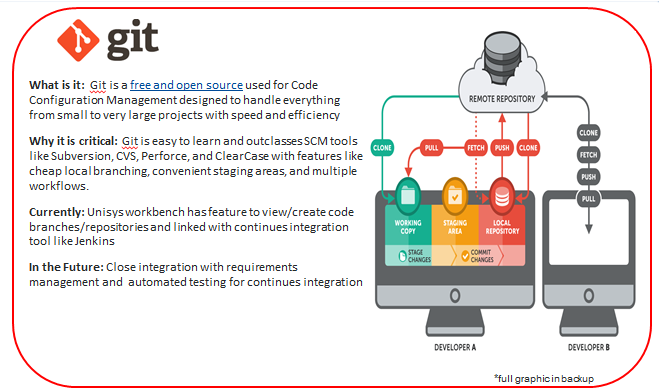 git
What is it: Git is a free and open source used for Code
Configuration Management designed to handle everything
from small to very large projects with speed and efficiency
Why it is critical: Git is easy to learn and outclasses SCM tools
like Subversion, CVS, Perforce, and ClearCase with features like
cheap local branching, convenient staging areas, and multiple
workflows.
Currently: Unisys workbench has feature to view/create code
branches/repositories and linked with continues integration
tool like Jenkins
In the Future: Close integration with requirements
management and automated testing for continues integration
REMOTE REPOSITORY
CLONE
PULL
FETCH
PUSH
CLONE
CLONE
FETCH
PUSH
PULL
WORKING
COPY
STAGING
AREA
LOCAL
REPOSITORY
STAGE
CHANGES
COMMIT
CHANGES
DEVELOPER A
DEVELOPER B
*full graphic in backup